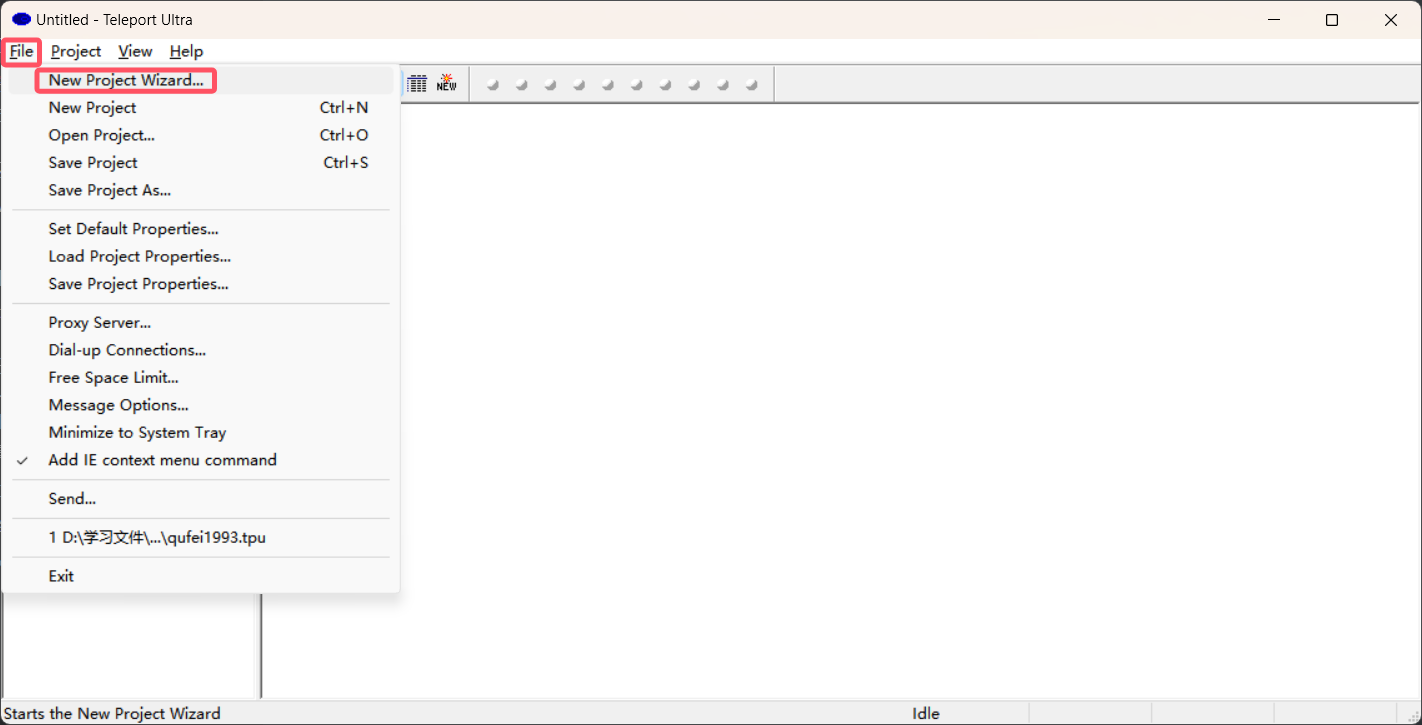 Untitled - Teleport Ultra
File Project View Help
New Project Wizard...
NEW
New Project Ctrl+N
Open Project... Ctrl+O
Save Project Ctrl+S
Save Project As...
Set Default Properties...
Load Project Properties...
Save Project Properties...
Proxy Server...
Dial-up Connections...
Free Space Limit...
Message Options...
Minimize to System Tray
Add IE context menu command
Send...
1 D:\学习文件\...\qufei1993.tpu
Exit
Starts the New Project Wizard Idle